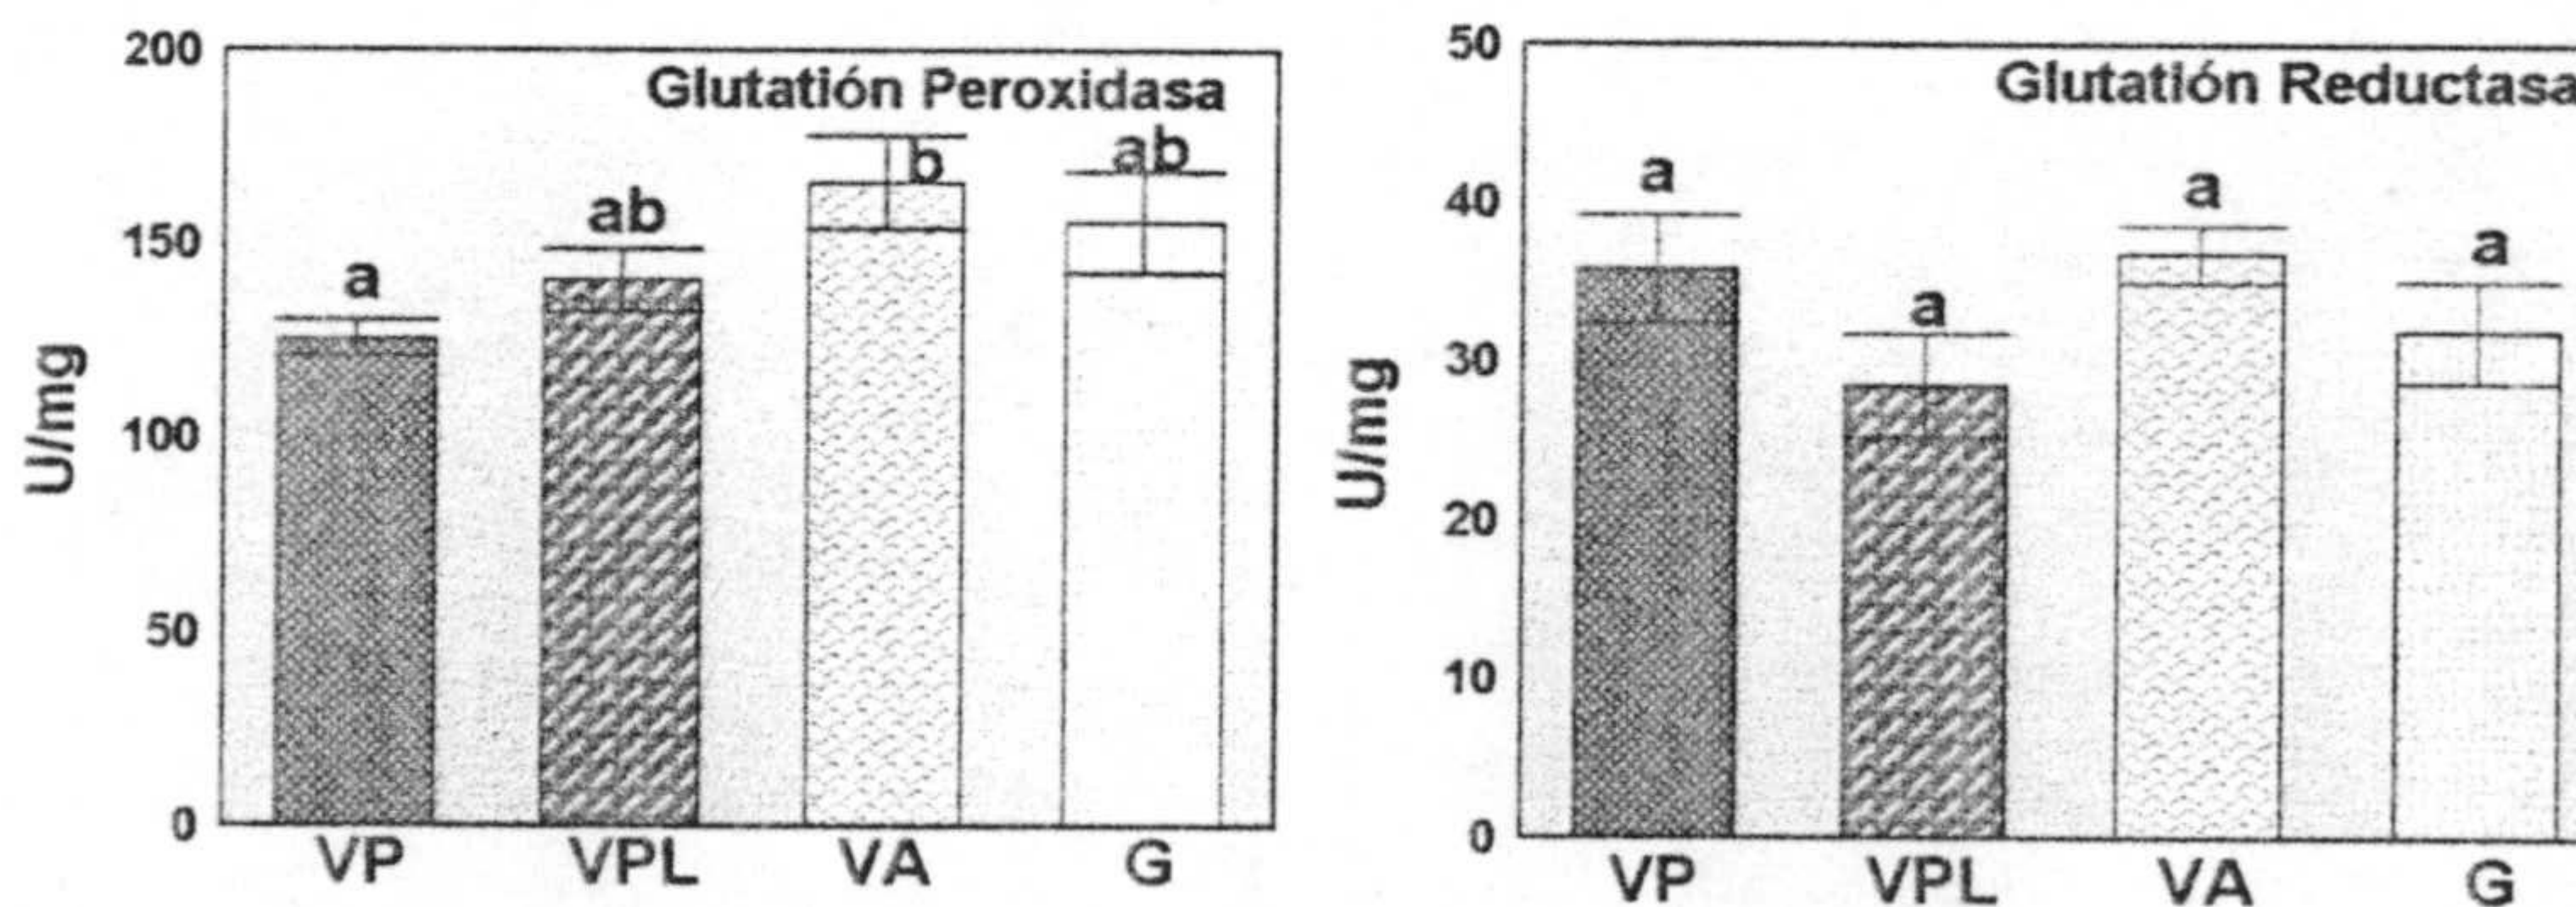 Glutatión Peroxidasa
200
150
100
50
0
U/mg
a
ab
b
ab
VP VPL VA G
Glutatión Reductasa
50
40
30
20
10
0
U/mg
a
a
a
a
VP VPL VA G